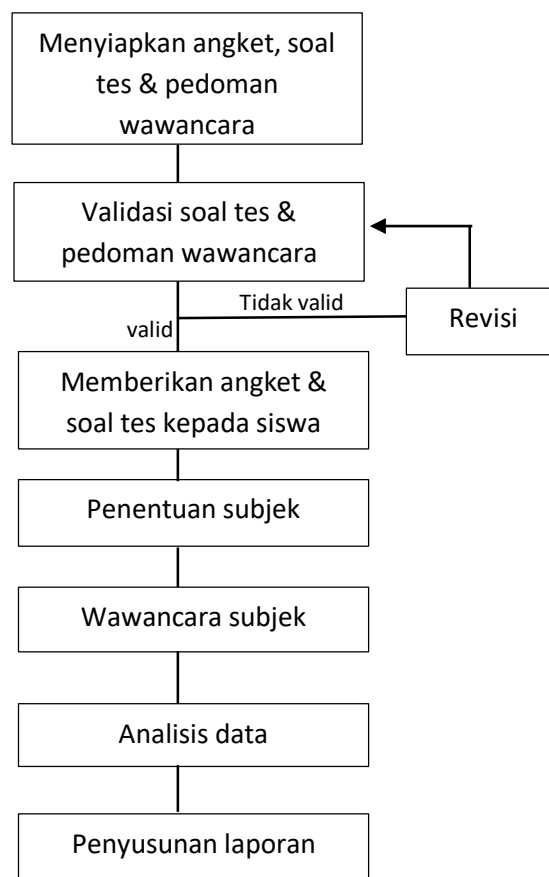 Menyiapkan angket, soal
tes & pedoman
wawancara
Validasi soal tes &
pedoman wawancara
Tidak valid
Revisi
valid
Memberikan angket &
soal tes kepada siswa
Penentuan subjek
Wawancara subjek
Analisis data
Penyusunan laporan